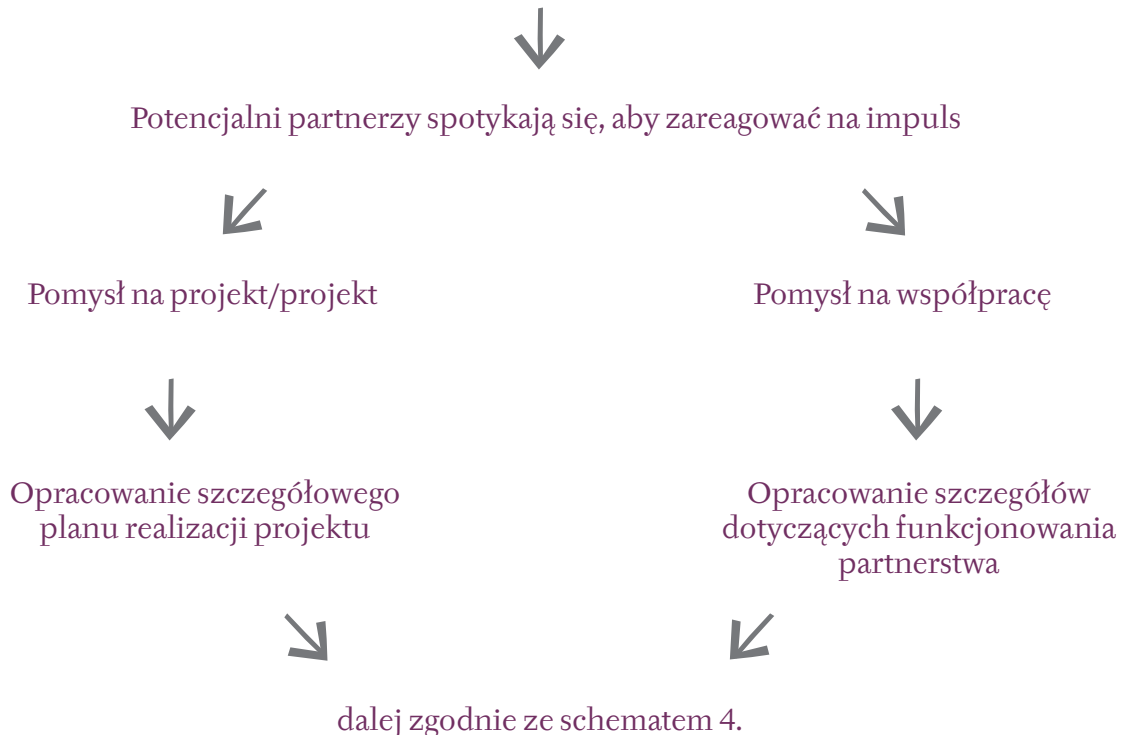 Potencjalni partnerzy spotykają się, aby zareagować na impuls
Pomysł na projekt/projekt
Pomysł na współpracę
Opracowanie szczegółowego
planu realizacji projektu
Opracowanie szczegółów
dotyczących funkcjonowania
partnerstwa
dalej zgodnie ze schematem 4.